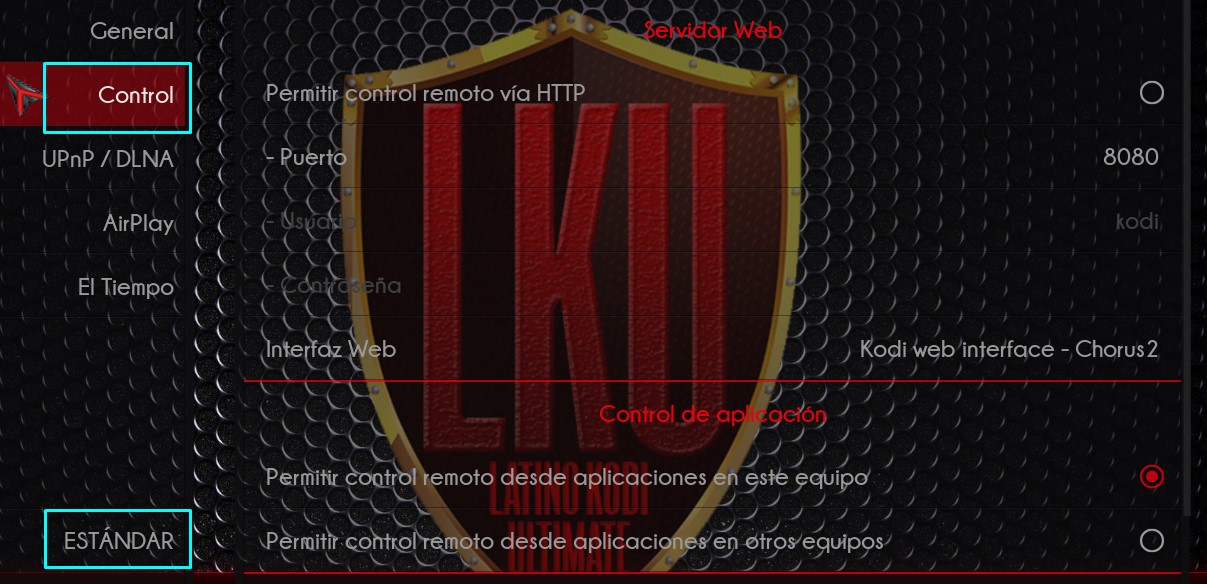 General
Control
UPnP / DLNA
AirPlay
El Tiempo
ESTÁNDAR
Servidor Web
Permitir control remoto vía HTTP
- Puerto 8080
- Usuario kodi
- Contraseña
Interfaz Web Kodi web interface - Chorus2
Control de aplicación
Permitir control remoto desde aplicaciones en este equipo
Permitir control remoto desde aplicaciones en otros equipos
LKU
LATINO KODI
ULTIMATE